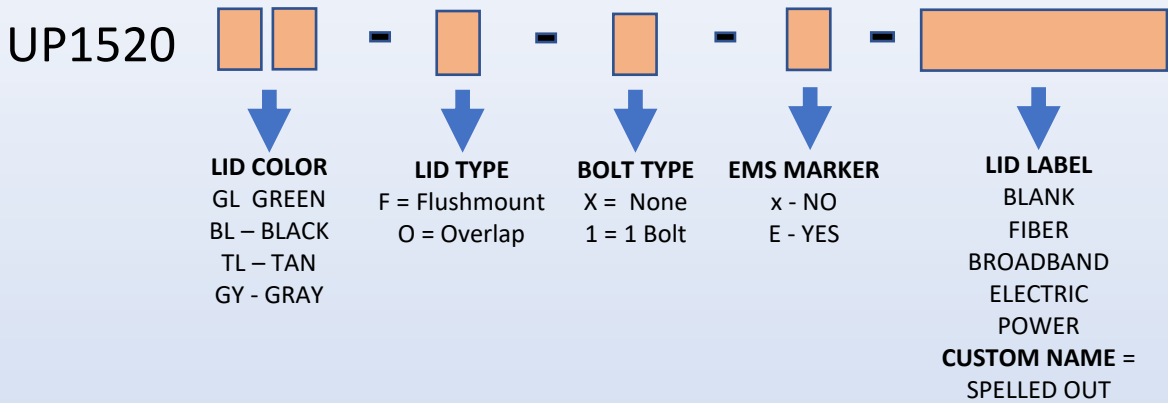 UP1520 - - - -
LID COLOR
GL GREEN
BL – BLACK
TL – TAN
GY - GRAY
LID TYPE
F = Flushmount
O = Overlap
BOLT TYPE
X = None
1 = 1 Bolt
EMS MARKER
x - NO
E - YES
LID LABEL
BLANK
FIBER
BROADBAND
ELECTRIC
POWER
CUSTOM NAME =
SPELLED OUT